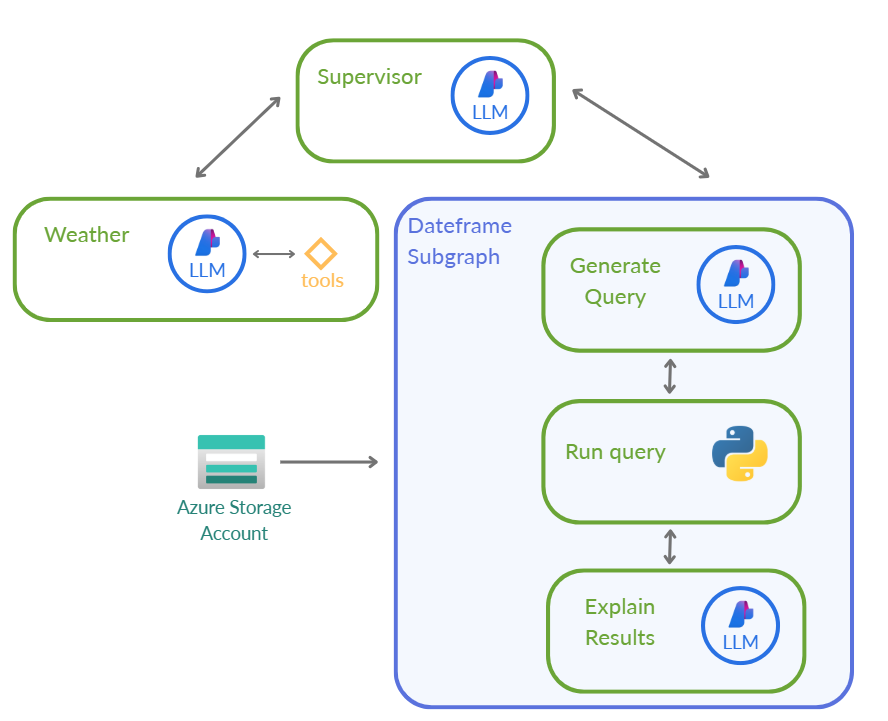 Supervisor
LLM
Weather
LLM
tools
Dateframe
Subgraph
Generate
Query
LLM
Run query
Azure Storage
Account
Explain
Results
LLM